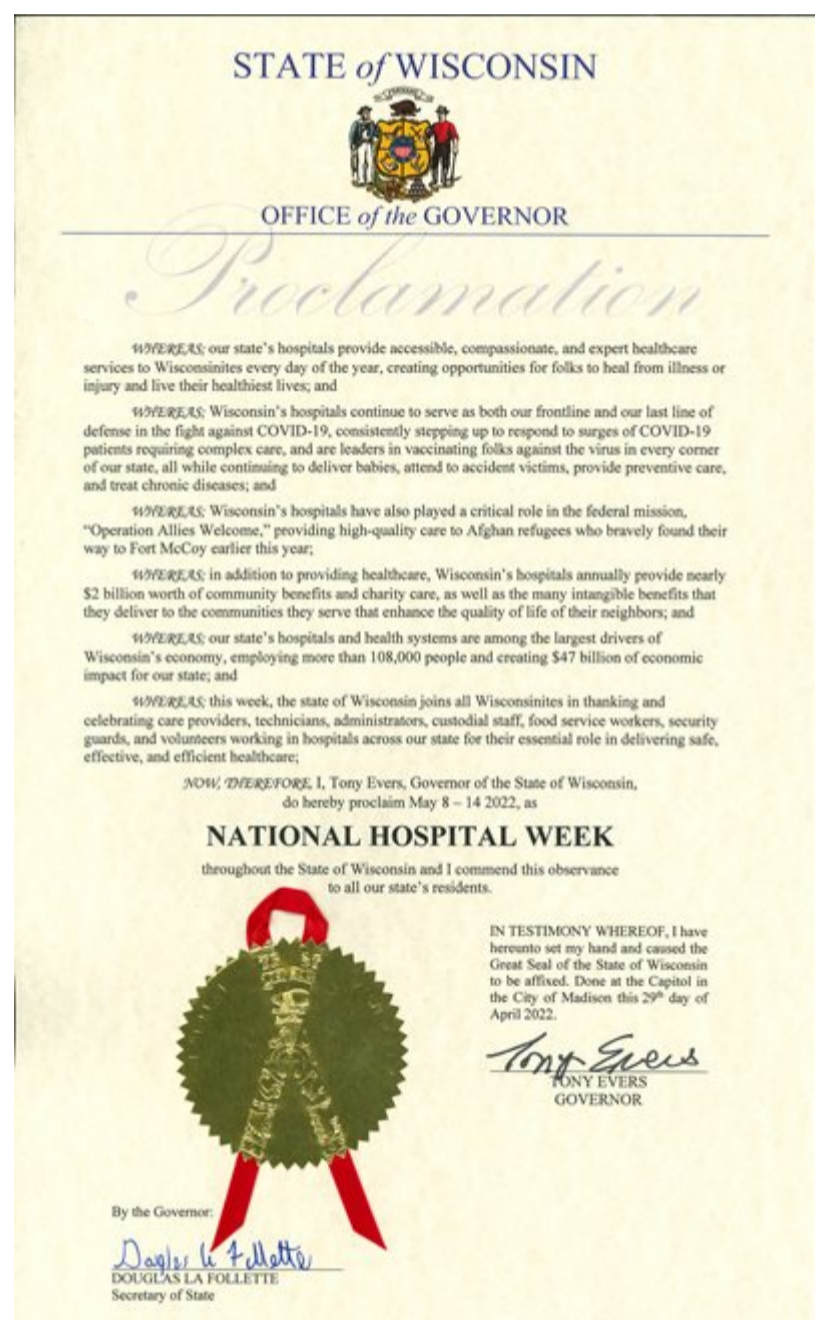 STATE of WISCONSIN
OFFICE of the GOVERNOR
Proclamation
WHEREAS; our state's hospitals provide accessible, compassionate, and expert healthcare
services to Wisconsinites every day of the year, creating opportunities for folks to heal from illness or
injury and live their healthiest lives; and
WHEREAS; Wisconsin's hospitals continue to serve as both our frontline and our last line of
defense in the fight against COVID-19, consistently stepping up to respond to surges of COVID-19
patients requiring complex care, and are leaders in vaccinating folks against the virus in every corner
of our state, all while continuing to deliver babies, attend to accident victims, provide preventive care,
and treat chronic diseases; and
WHEREAS; Wisconsin's hospitals have also played a critical role in the federal mission,
"Operation Allies Welcome," providing high-quality care to Afghan refugees who bravely found their
way to Fort McCoy earlier this year;
WHEREAS; in addition to providing healthcare, Wisconsin's hospitals annually provide nearly
$2 billion worth of community benefits and charity care, as well as the many intangible benefits that
they deliver to the communities they serve that enhance the quality of life of their neighbors; and
WHEREAS; our state's hospitals and health systems are among the largest drivers of
Wisconsin's economy, employing more than 108,000 people and creating $47 billion of economic
impact for our state; and
WHEREAS; this week, the state of Wisconsin joins all Wisconsinites in thanking and
celebrating care providers, technicians, administrators, custodial staff, food service workers, security
guards, and volunteers working in hospitals across our state for their essential role in delivering safe,
effective, and efficient healthcare;
NOW, THEREFORE, I, Tony Evers, Governor of the State of Wisconsin,
do hereby proclaim May 8 – 14 2022, as
NATIONAL HOSPITAL WEEK
throughout the State of Wisconsin and I commend this observance
to all our state's residents.
IN TESTIMONY WHEREOF, I have
hereunto set my hand and caused the
Great Seal of the State of Wisconsin
to be affixed. Done at the Capitol in
the City of Madison this 29th day of
April 2022.
Tony Evers
TONY EVERS
GOVERNOR
By the Governor:
Douglas La Follette
DOUGLAS LA FOLLETTE
Secretary of State